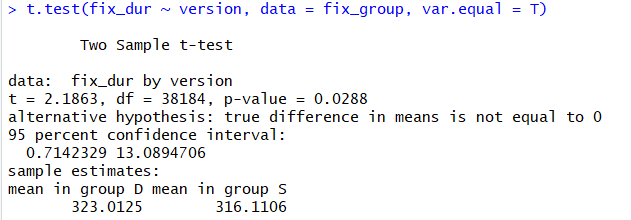 > t.test(fix_dur ~ version, data = fix_group, var.equal = T)
Two Sample t-test
data:  fix_dur by version
t = 2.1863, df = 38184, p-value = 0.0288
alternative hypothesis: true difference in means is not equal to 0
95 percent confidence interval:
0.7142329 13.0894706
sample estimates:
mean in group D mean in group S
323.0125        316.1106